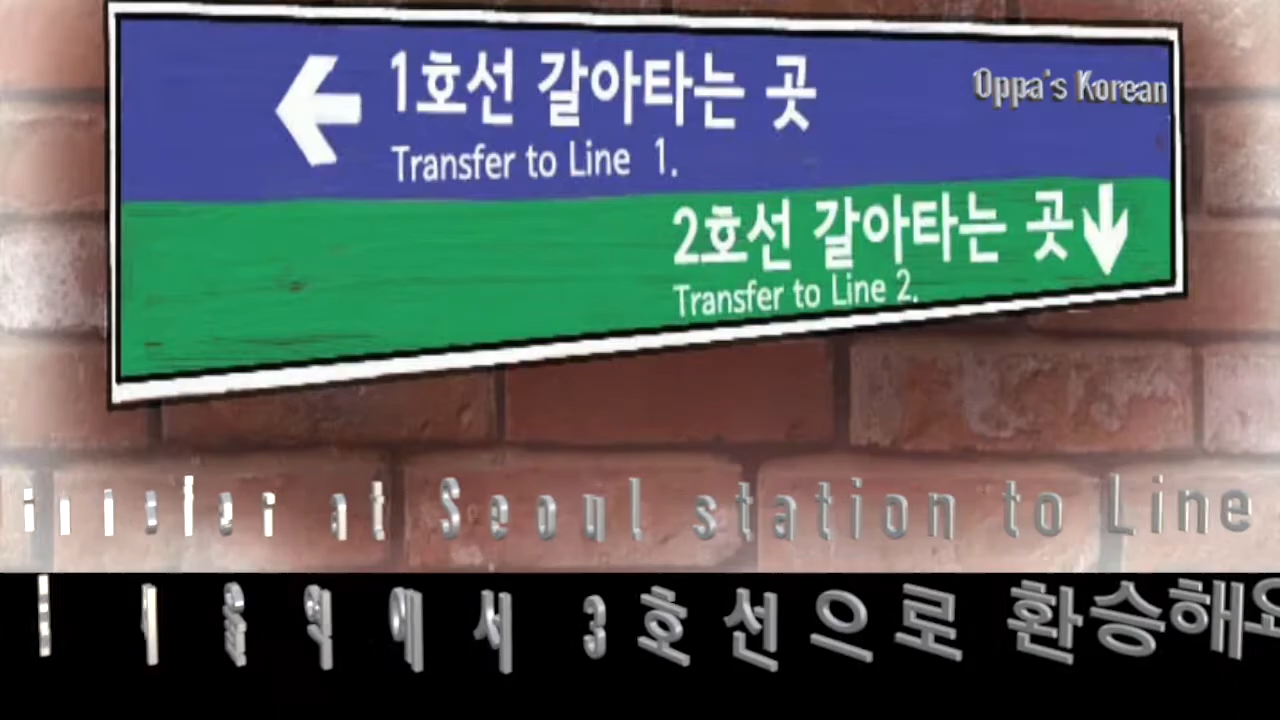 1호선 갈아타는 곳
Oppa's Korean
Transfer to Line 1.
2호선 갈아타는 곳
Transfer to Line 2.
at Seoul station to Line
3호선으로 환승해